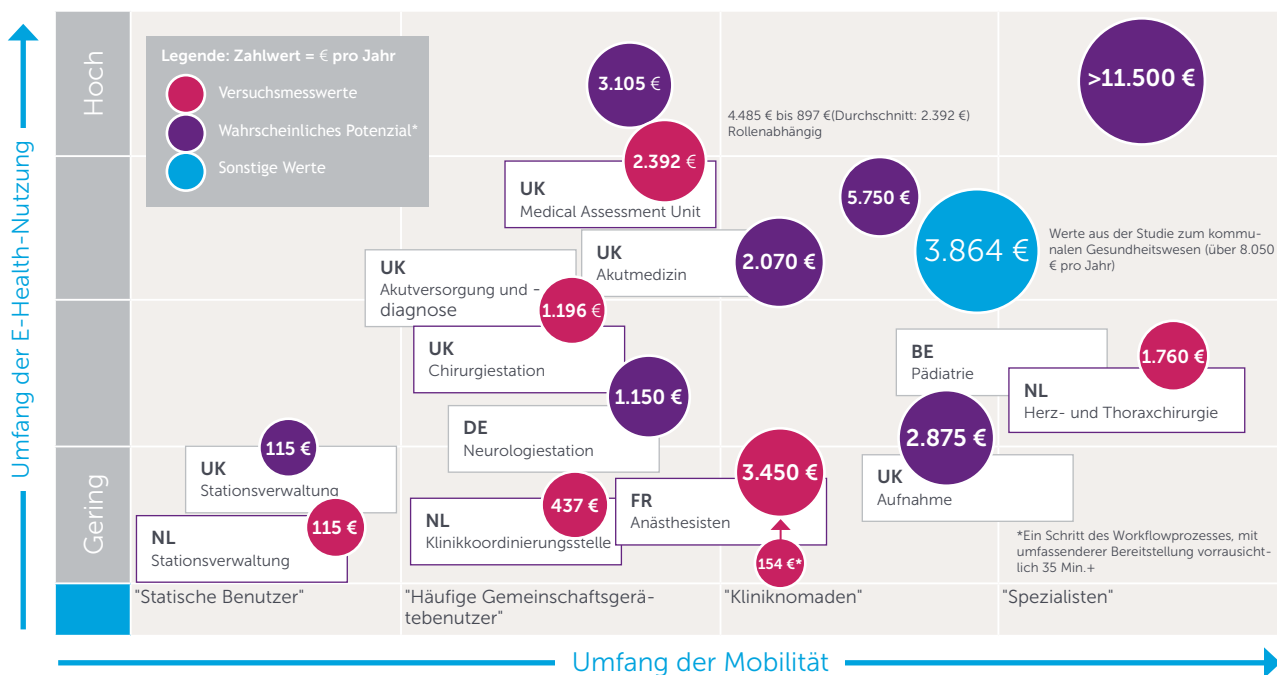 Umfang der E-Health-Nutzung
Hoch
Gering
Legende: Zahlwert = € pro Jahr
Versuchsmesswerte
Wahrscheinliches Potenzial*
Sonstige Werte
3.105 €
>11.500 €
4.485 € bis 897 €(Durchschnitt: 2.392 €)
Rollenabhängig
2.392 €
UK
Medical Assessment Unit
5.750 €
3.864 €
Werte aus der Studie zum kommu-
nalen Gesundheitswesen (über 8.050
€ pro Jahr)
UK
Akutmedizin
2.070 €
UK
Akutversorgung und -
diagnose
1.196 €
UK
Chirurgiestation
1.150 €
BE
Pädiatrie
1.760 €
NL
Herz- und Thoraxchirurgie
DE
Neurologiestation
2.875 €
115 €
UK
Stationsverwaltung
3.450 €
UK
Aufnahme
115 €
NL
Stationsverwaltung
437 €
NL
Klinikkoordinierungsstelle
FR
Anästhesisten
154 €*
*Ein Schritt des Workflowprozesses, mit
umfassenderer Bereitstellung vorrausicht-
lich 35 Min.+
"Statische Benutzer"
"Häufige Gemeinschaftsgerä-
tebenutzer"
"Kliniknomaden"
"Spezialisten"
Umfang der Mobilität